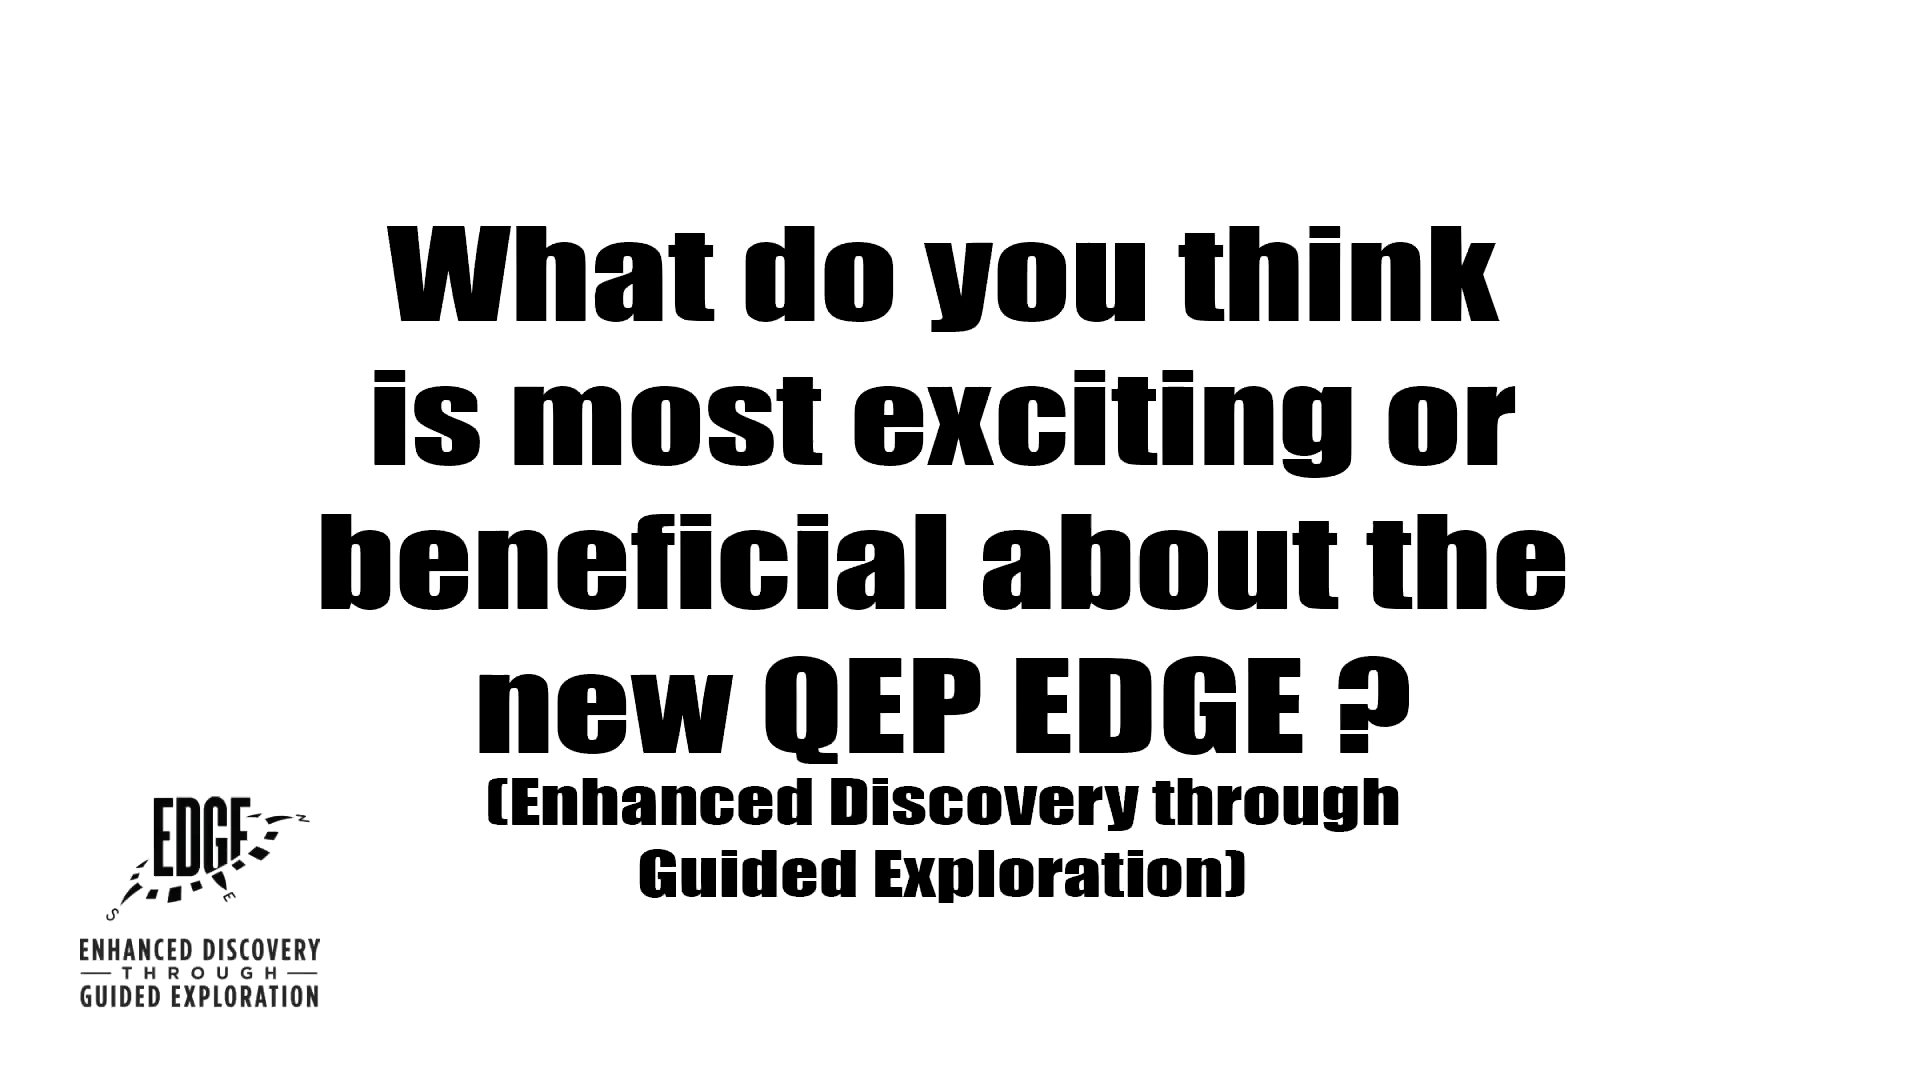 What do you think
is most exciting or
beneficial about the
new QEP EDGE ?
(Enhanced Discovery through
Guided Exploration)
EDGE
N
E
S
ENHANCED DISCOVERY
THROUGH
GUIDED EXPLORATION